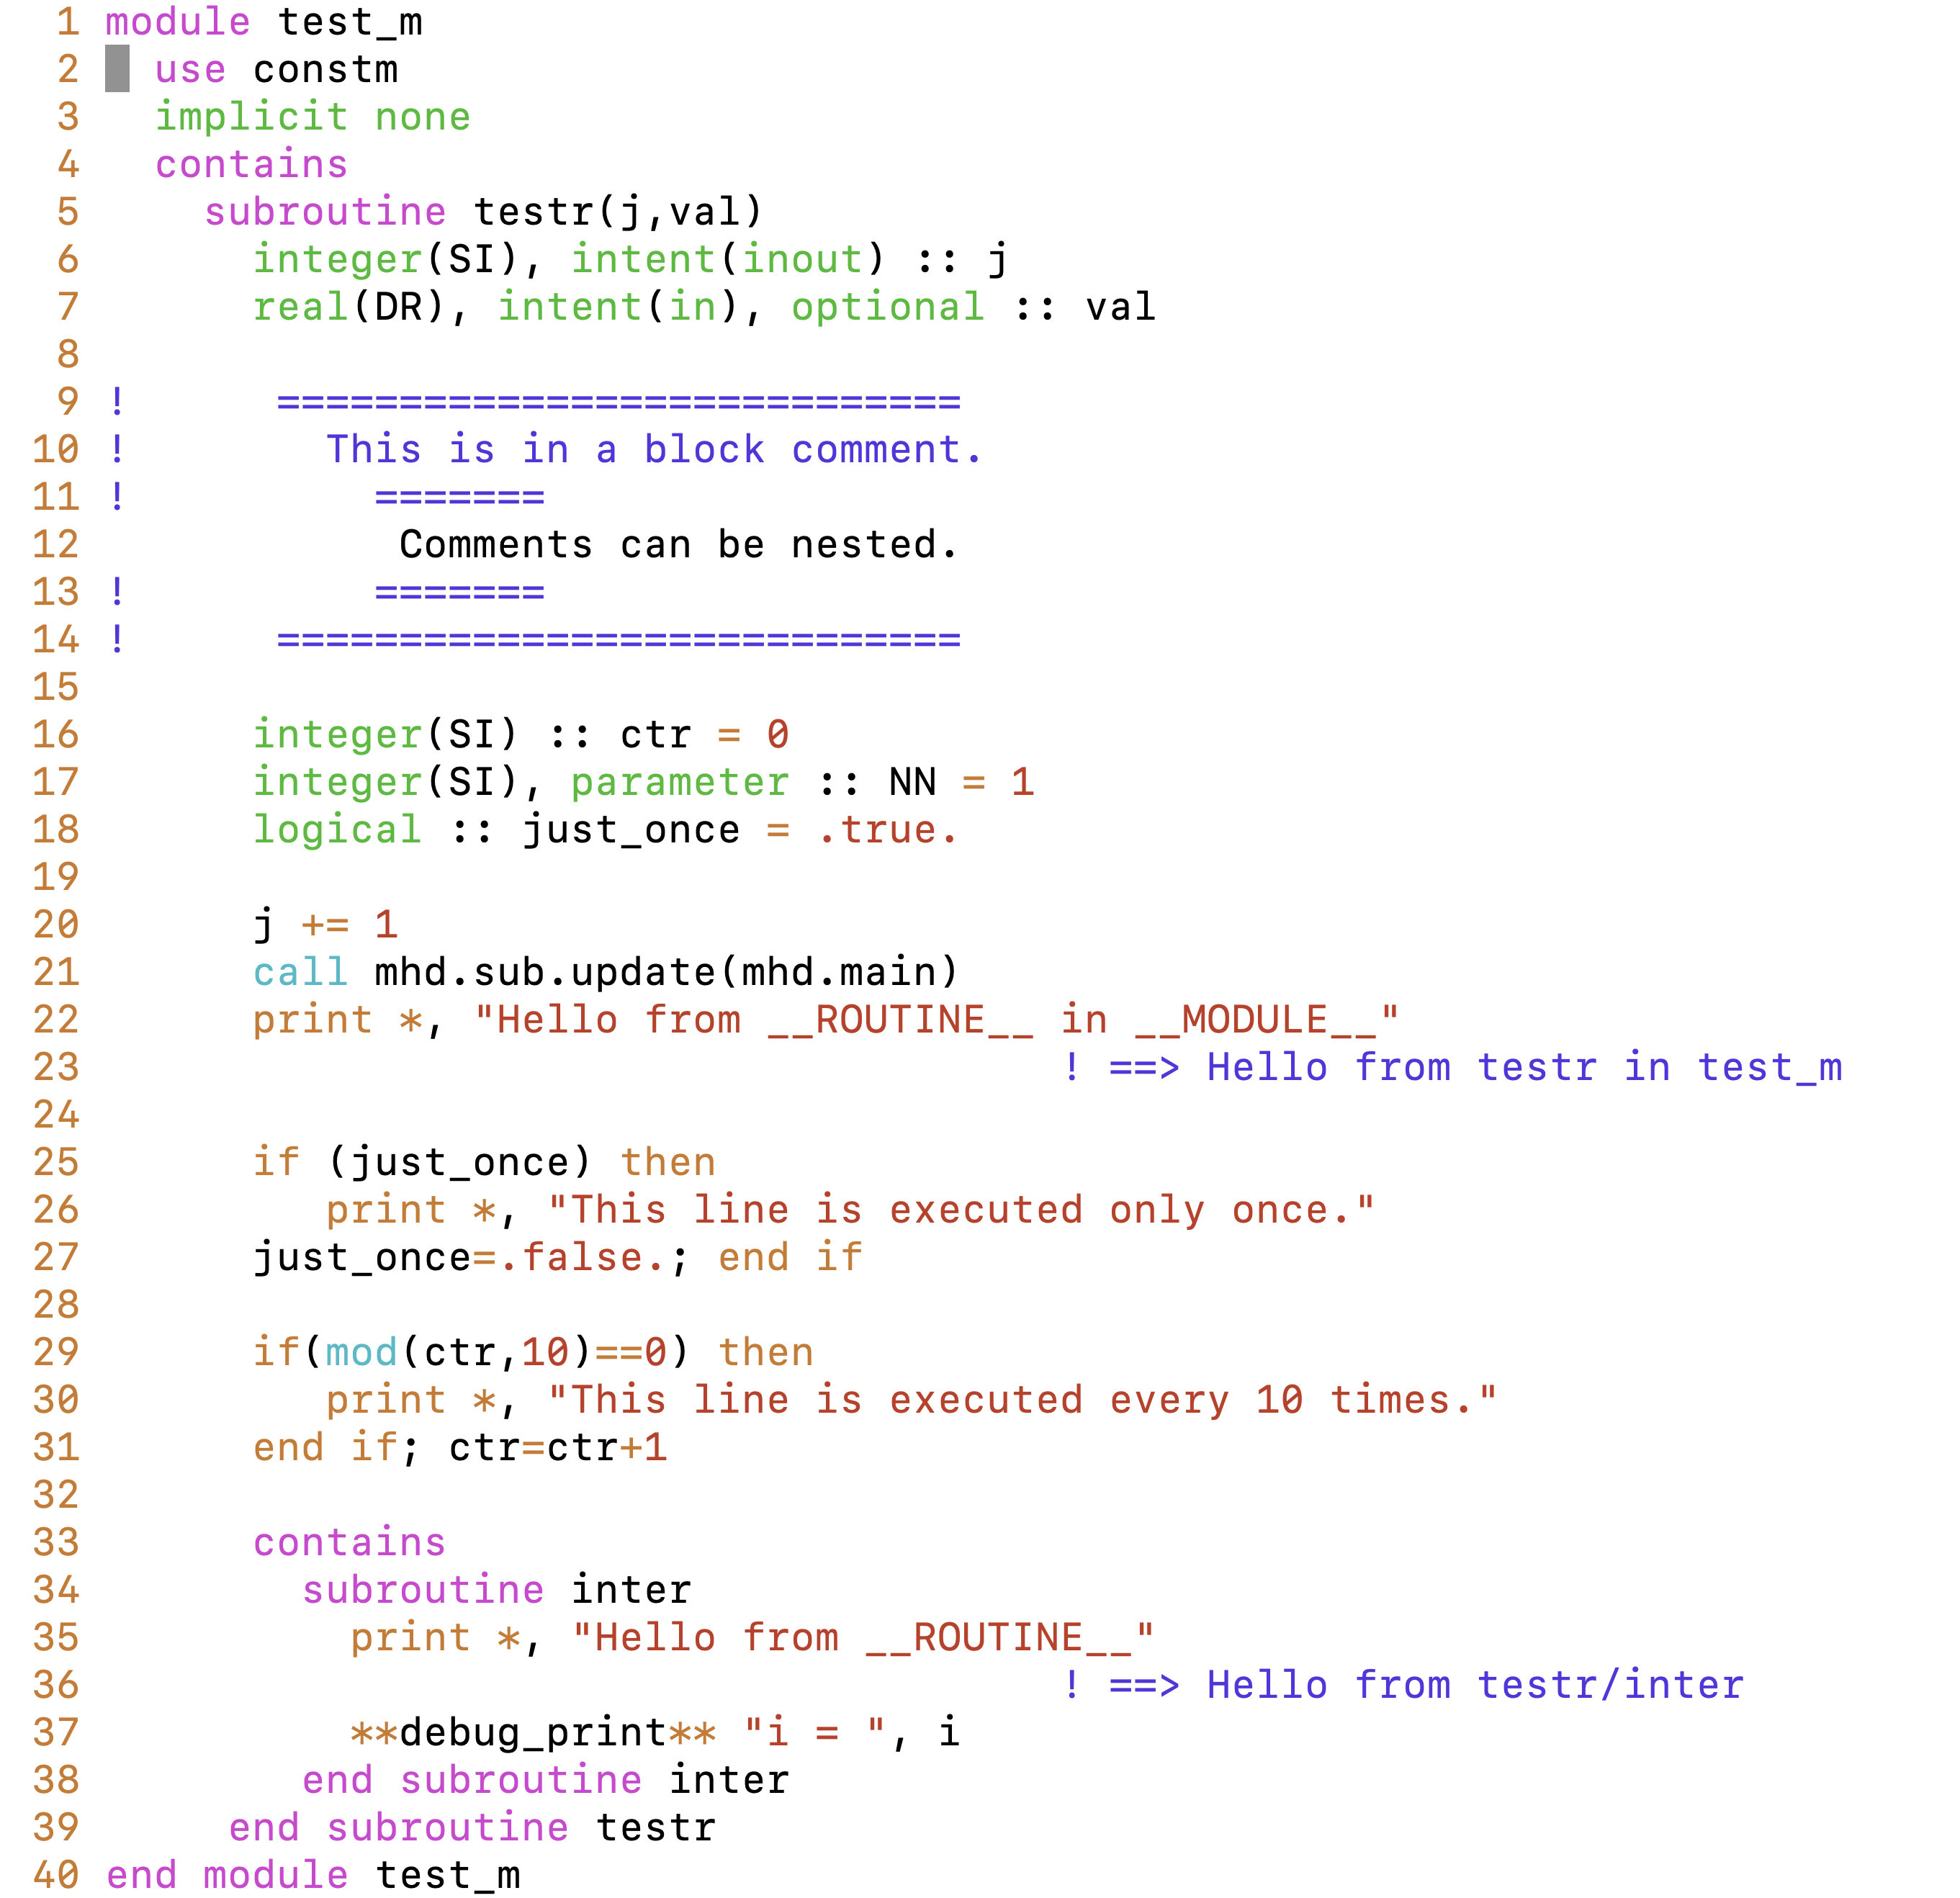 1 module test_m
2   use constm
3   implicit none
4   contains
5     subroutine testr(j,val)
6       integer(SI), intent(inout) :: j
7       real(DR), intent(in), optional :: val
8
9 !      ============================
10 !        This is in a block comment.
11 !          =======
12             Comments can be nested.
13 !          =======
14 !      ============================
15
16       integer(SI) :: ctr = 0
17       integer(SI), parameter :: NN = 1
18       logical :: just_once = .true.
19
20       j += 1
21       call mhd.sub.update(mhd.main)
22       print *, "Hello from __ROUTINE__ in __MODULE__"
23                                        ! ==> Hello from testr in test_m
24
25       if (just_once) then
26          print *, "This line is executed only once."
27       just_once=.false.; end if
28
29       if(mod(ctr,10)==0) then
30          print *, "This line is executed every 10 times."
31       end if; ctr=ctr+1
32
33       contains
34         subroutine inter
35           print *, "Hello from __ROUTINE__"
36                                        ! ==> Hello from testr/inter
37           **debug_print** "i = ", i
38         end subroutine inter
39      end subroutine testr
40 end module test_m